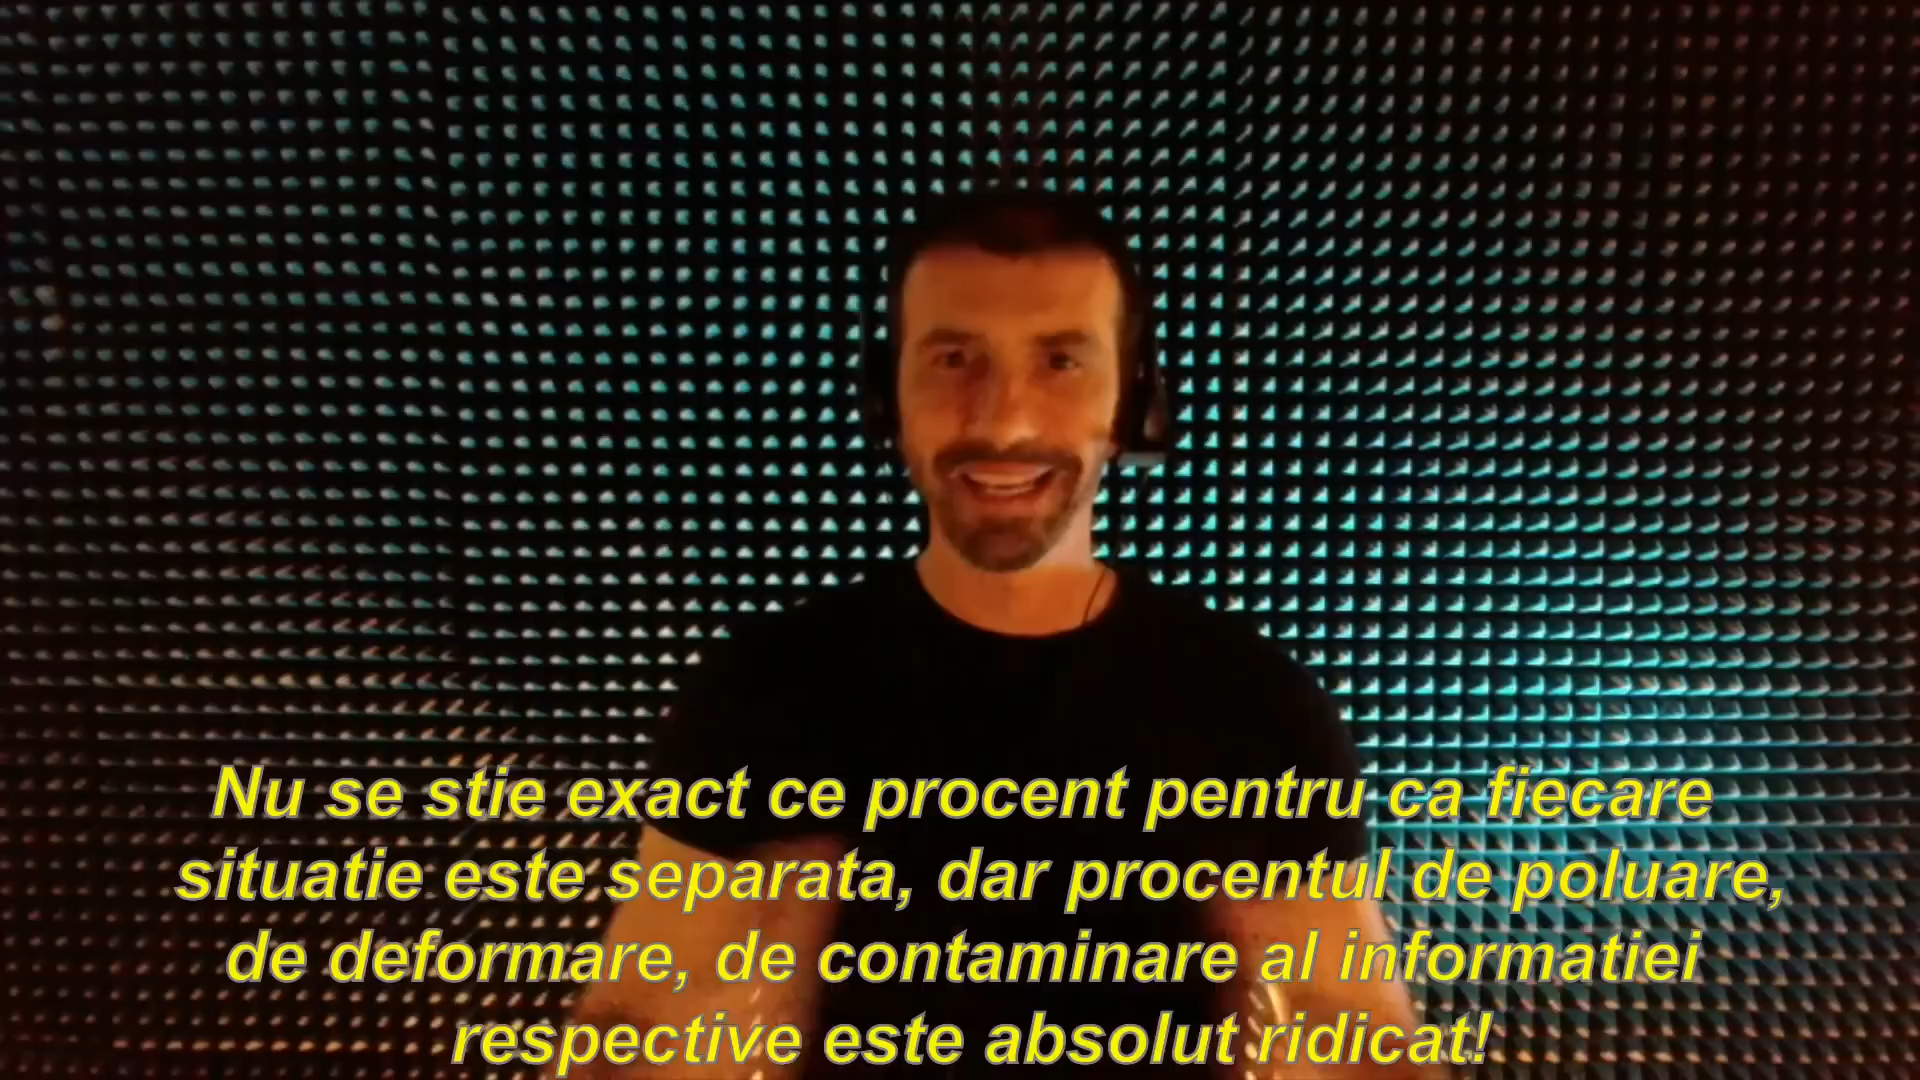 Nu se stie exact ce procent pentru ca fiecare
situatie este separata, dar procentul de poluare,
de deformare, de contaminare al informatiei
respective este absolut ridicat!